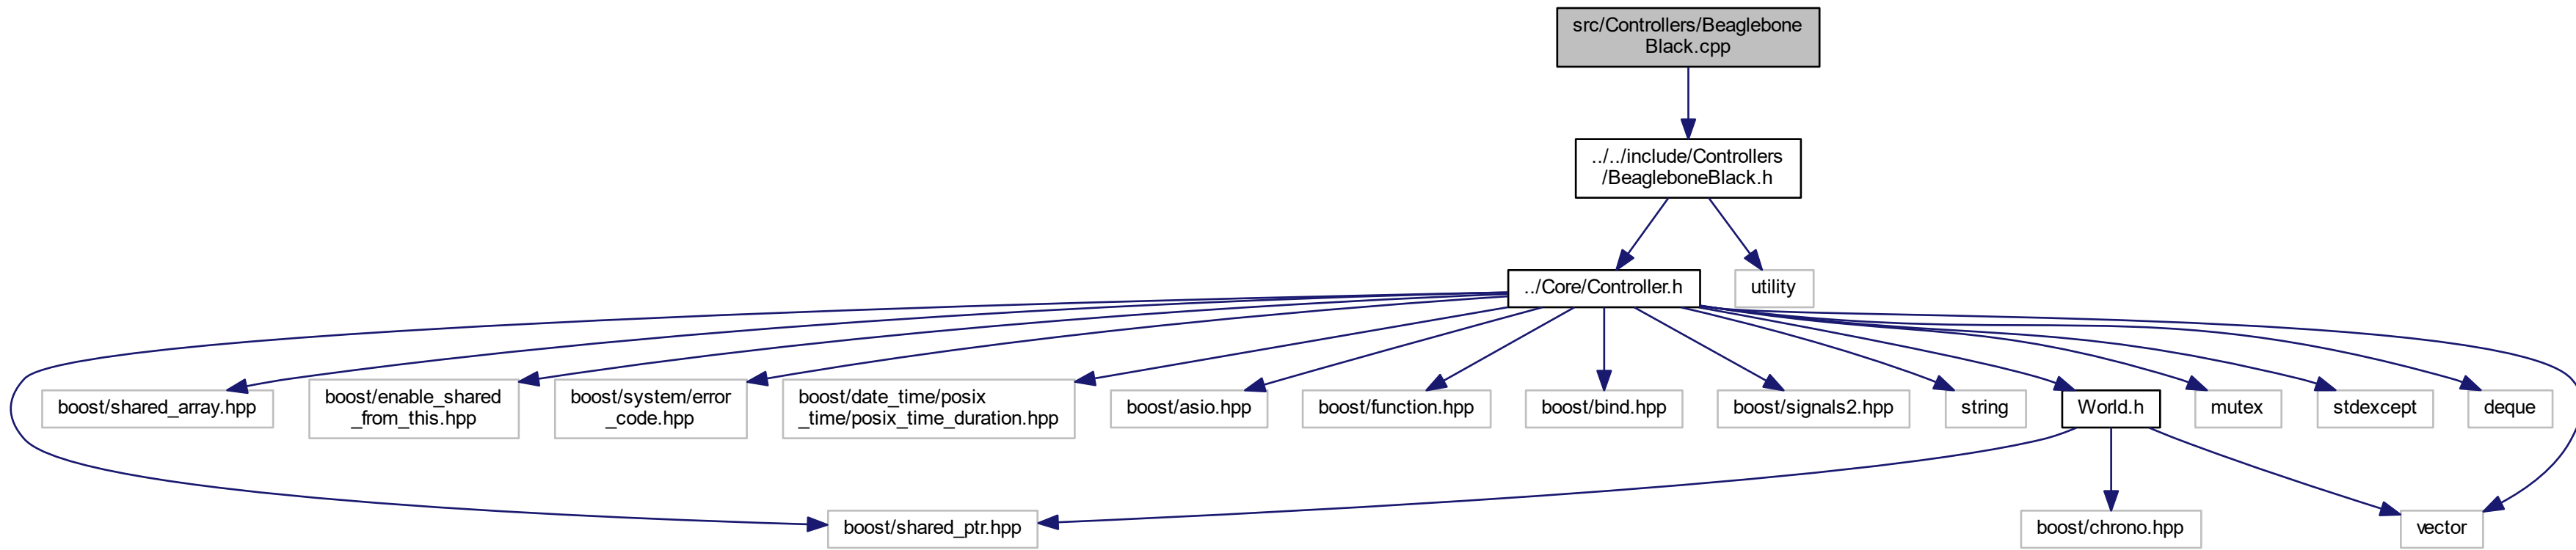 src/Controllers/Beaglebone
Black.cpp
../../include/Controllers
/BeagleboneBlack.h
../Core/Controller.h
utility
boost/shared_array.hpp
boost/enable_shared
_from_this.hpp
boost/system/error
_code.hpp
boost/date_time/posix
_time/posix_time_duration.hpp
boost/asio.hpp
boost/function.hpp
boost/bind.hpp
boost/signals2.hpp
string
World.h
mutex
stdexcept
deque
boost/shared_ptr.hpp
boost/chrono.hpp
vector